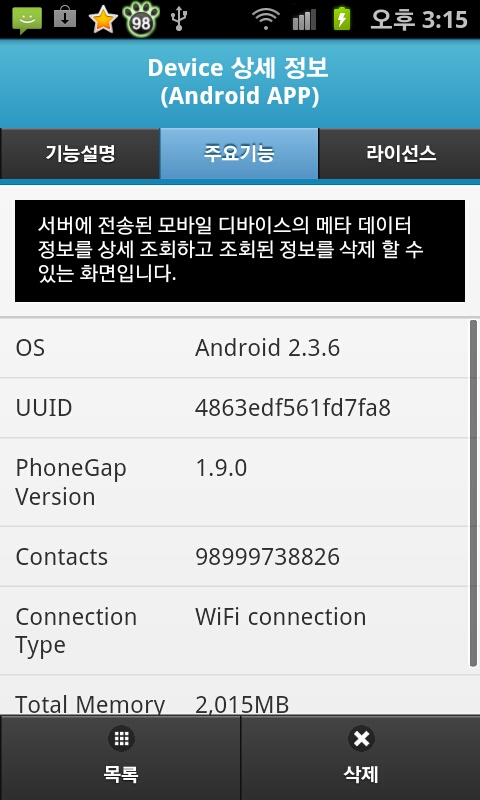 98
오후 3:15
Device 상세 정보
(Android APP)
기능설명
주요기능
라이선스
서버에 전송된 모바일 디바이스의 메타 데이터
정보를 상세 조회하고 조회된 정보를 삭제 할 수
있는 화면입니다.
OS Android 2.3.6
UUID 4863edf561fd7fa8
PhoneGap 1.9.0
Version
Contacts 98999738826
Connection WiFi connection
Type
Total Memory 2,015MB
목록
삭제